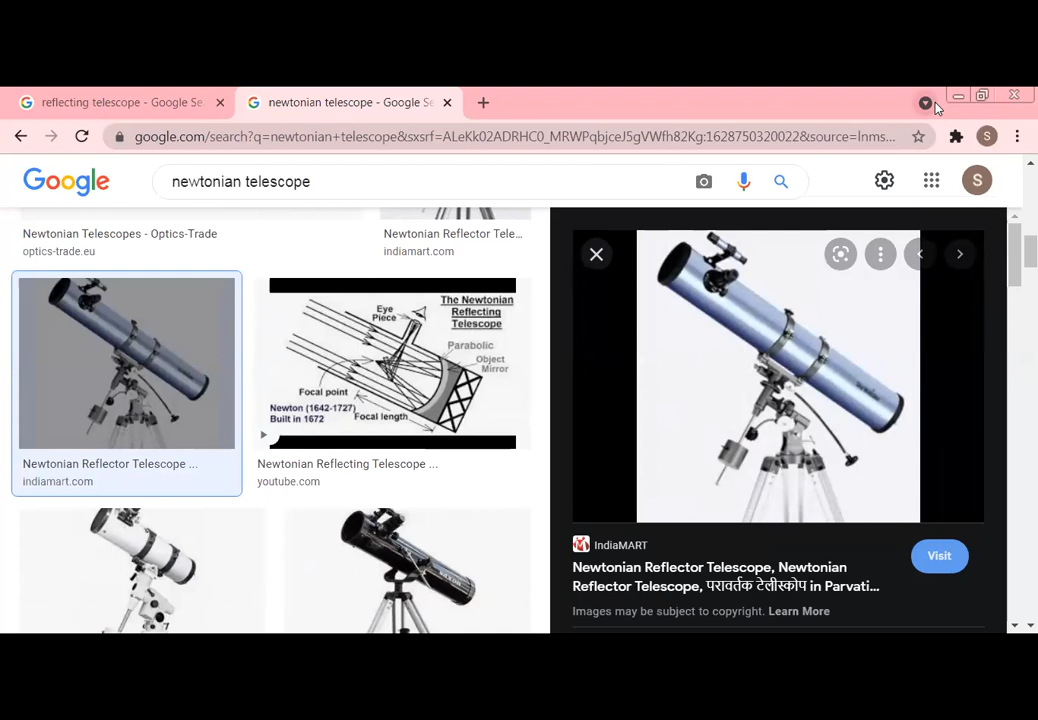 reflecting telescope - Google Se
newtonian telescope - Google Se
google.com/search?q=newtonian+telescope&sxsrf=ALeKk02ADRHC0_MRWPqbjceJ5gVWfh82Kg:1628750320022&source=lnms...
S
Google
newtonian telescope
S
Newtonian Telescopes - Optics-Trade
optics-trade.eu
Newtonian Reflector Tele...
indiamart.com
The Newtonian
Reflecting
Telescope
Eye
Piece
Parabolic
Object
Mirror
Focal point
Newton (1642-1727)
Built in 1672
Focal length
Newtonian Reflector Telescope ...
indiamart.com
Newtonian Reflecting Telescope ...
youtube.com
IndiaMART
Visit
Newtonian Reflector Telescope, Newtonian
Reflector Telescope, परावर्तक टेलीस्कोप in Parvati...
Images may be subject to copyright. Learn More